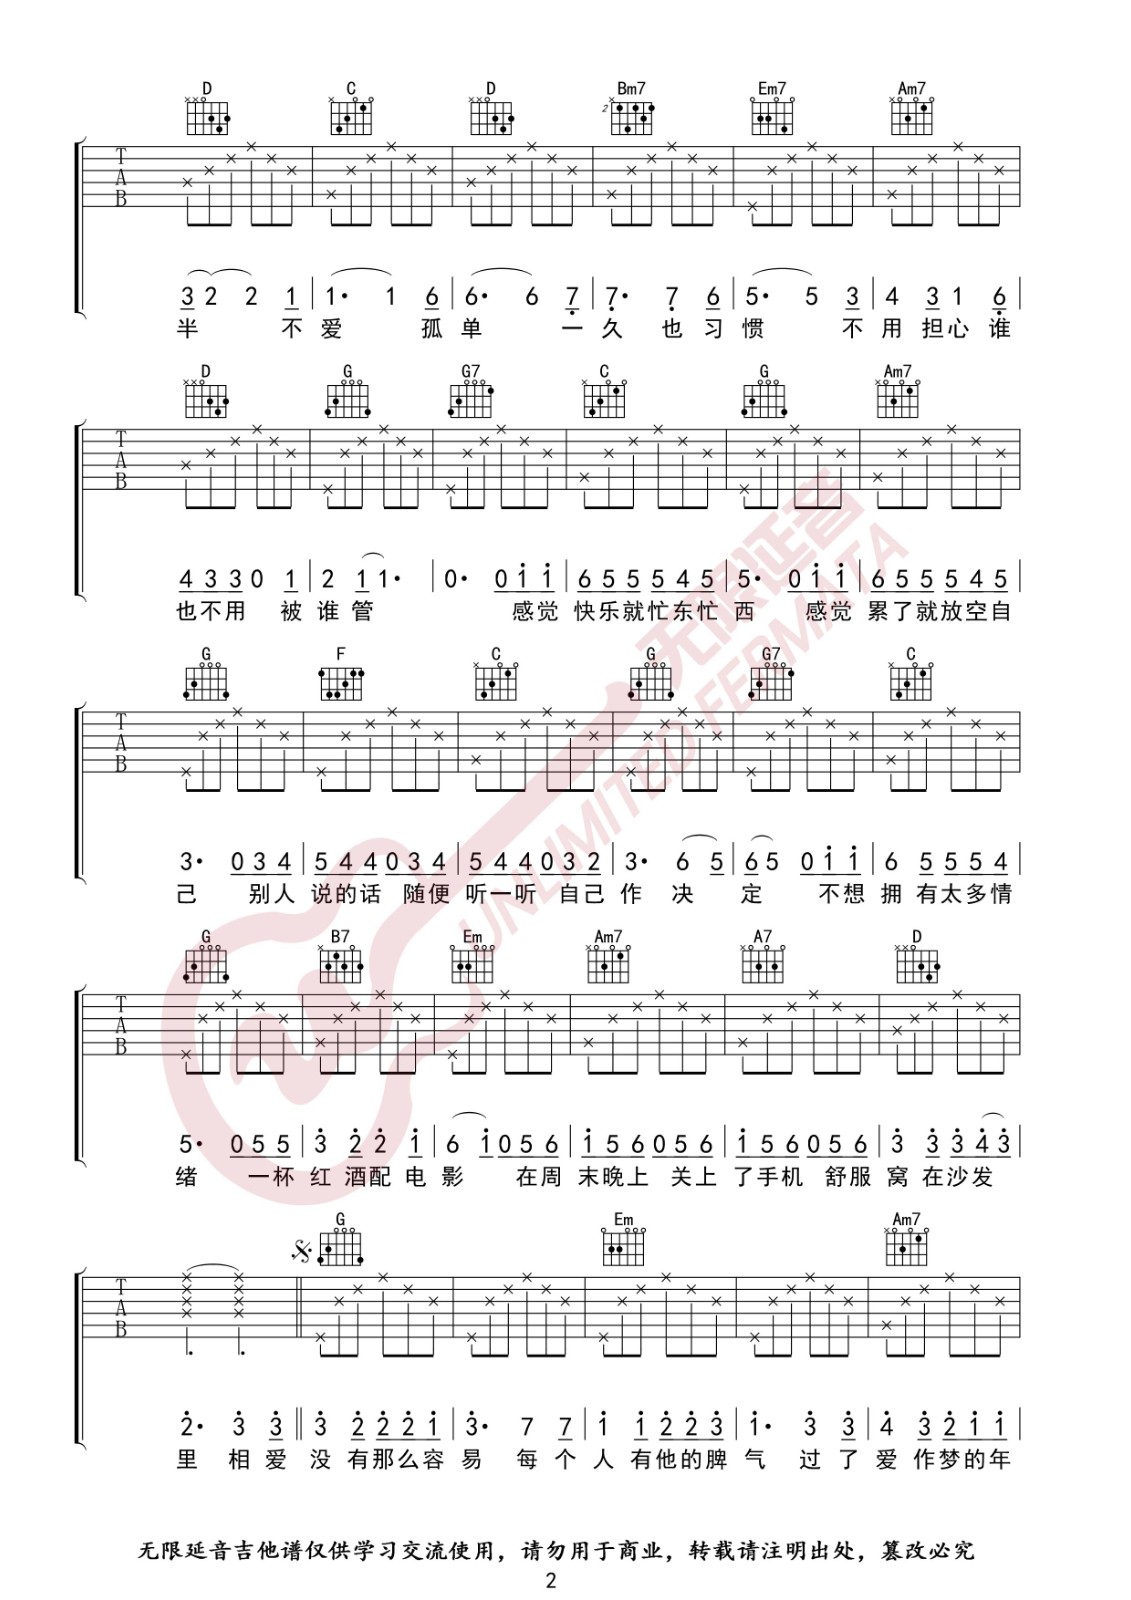 D C D Bm7 Em7 Am7
2
T A B
3 2 2 1 | 1· 1 6 | 6· 6 7 | 7· 7 6 | 5· 5 3 | 4 3 1 6 |
半 不 爱 孤 单 一 久 也 习 惯 不 用 担心 谁
D G G7 C G Am7
T A B
4 3 3 0 1 | 2 1 1· | 0· 0 1 1 | 6 5 5 5 4 5 | 5· 0 1 1 | 6 5 5 5 4 5 |
也不用 被 谁 管 感觉 快乐就忙东忙 西 感觉 累了就放空自
G F C G G7 C
T A B
3· 0 3 4 | 5 4 4 0 3 4 | 5 4 4 0 3 2 | 3· 6 5 | 6 5 0 1 1 | 6 5 5 5 4 |
己 别人 说的话 随便 听一听 自己 作 决 定 不想 拥 有太多情
G B7 Em Am7 A7 D
T A B
5· 0 5 5 | 3 2 2 1 | 6 1 0 5 6 | 1 5 6 0 5 6 | 1 5 6 0 5 6 | 3 3 3 4 3 |
绪 一杯 红 酒配 电 影 在周 末晚上 关上 了手机 舒服 窝 在沙发
G Em Am7
T A B
2· 3 3 || 3 2 2 2 1 | 3· 7 7 | 1 1 2 2 3 | 1· 3 3 | 4 3 2 1 1 |
里 相 爱 没 有那么容 易 每 个 人 有他的脾 气 过 了 爱 作梦的年
无限延音
UNLIMITED FERMATA
无限延音吉他谱仅供学习交流使用，请勿用于商业，转载请注明出处，篡改必究
2